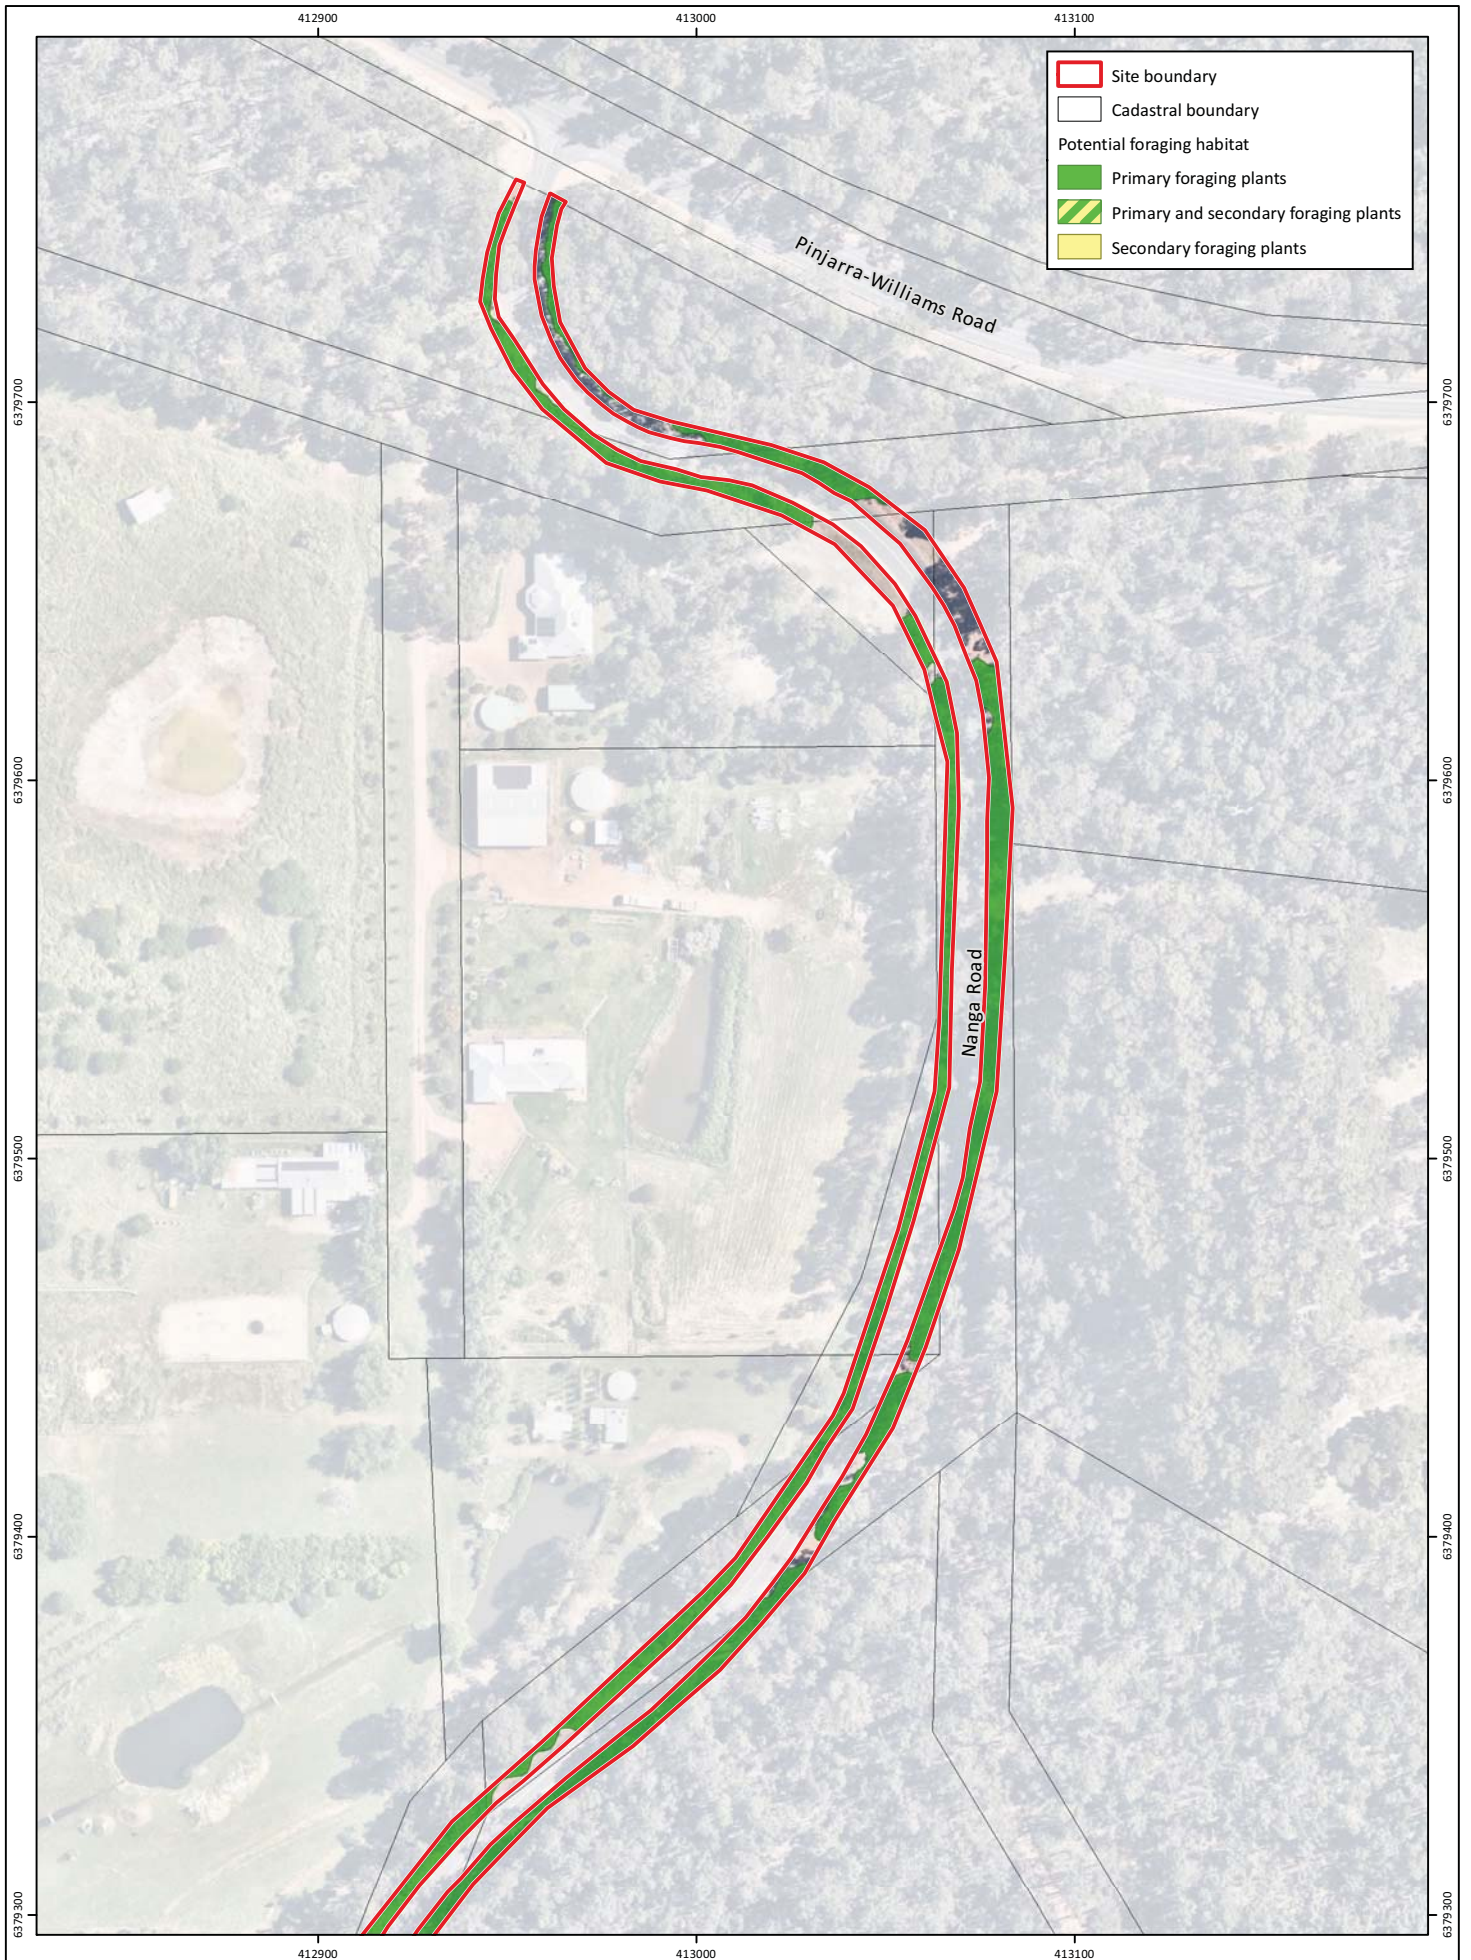 412900
413000
413100
Site boundary
Cadastral boundary
Potential foraging habitat
Primary foraging plants
Primary and secondary foraging plants
Secondary foraging plants
Pinjarra-Williams Road
6379700
6379700
6379600
6379600
Nanga Road
6379500
6379500
6379400
6379400
6379300
6379300
412900
413000
413100